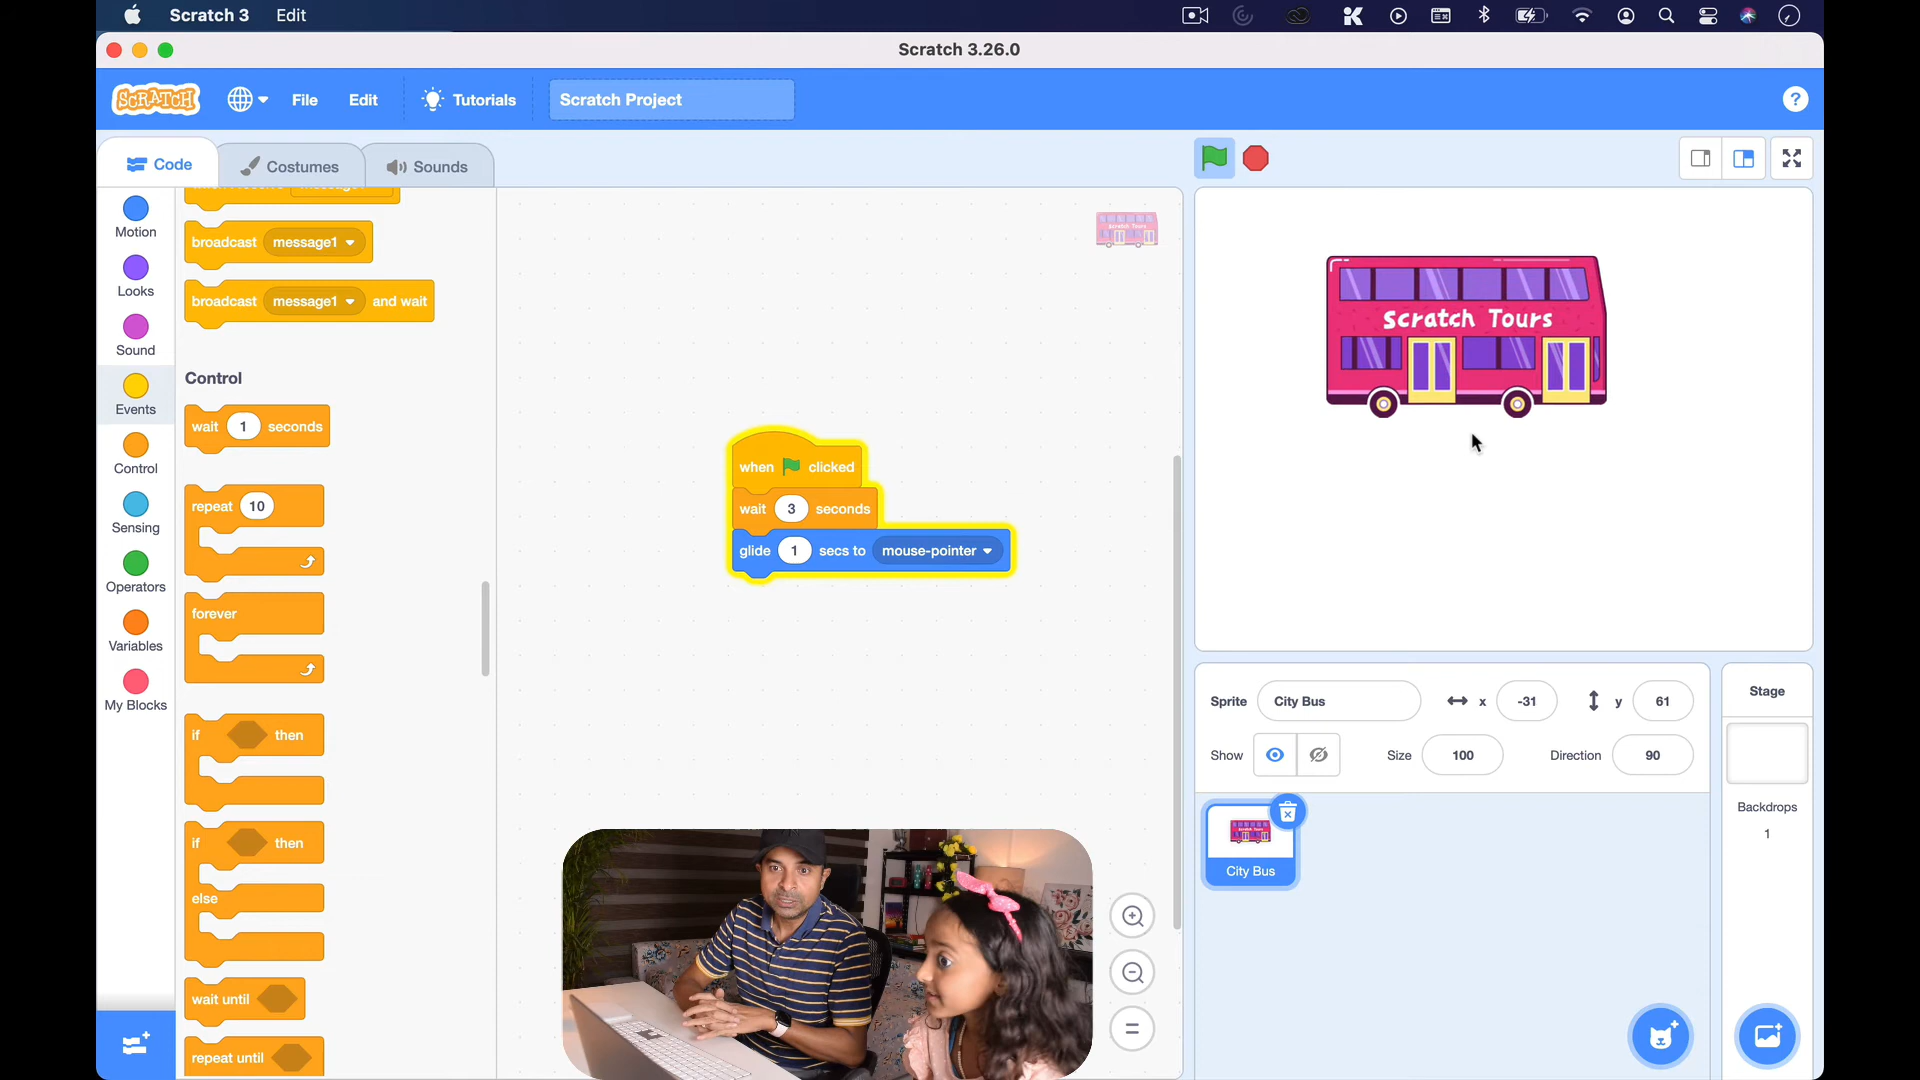 Scratch 3 Edit
Scratch 3.26.0
SCRATCH File Edit Tutorials Scratch Project ?
Code Costumes Sounds
Motion
Looks
Sound
Events
Control
Sensing
Operators
Variables
My Blocks
broadcast message1
broadcast message1 and wait
Control
wait 1 seconds
repeat 10
forever
if then
if then
else
wait until
repeat until
when clicked
wait 3 seconds
glide 1 secs to mouse-pointer
Scratch Tours
Sprite City Bus x -31 y 61
Show Size 100 Direction 90
City Bus
Stage
Backdrops
1